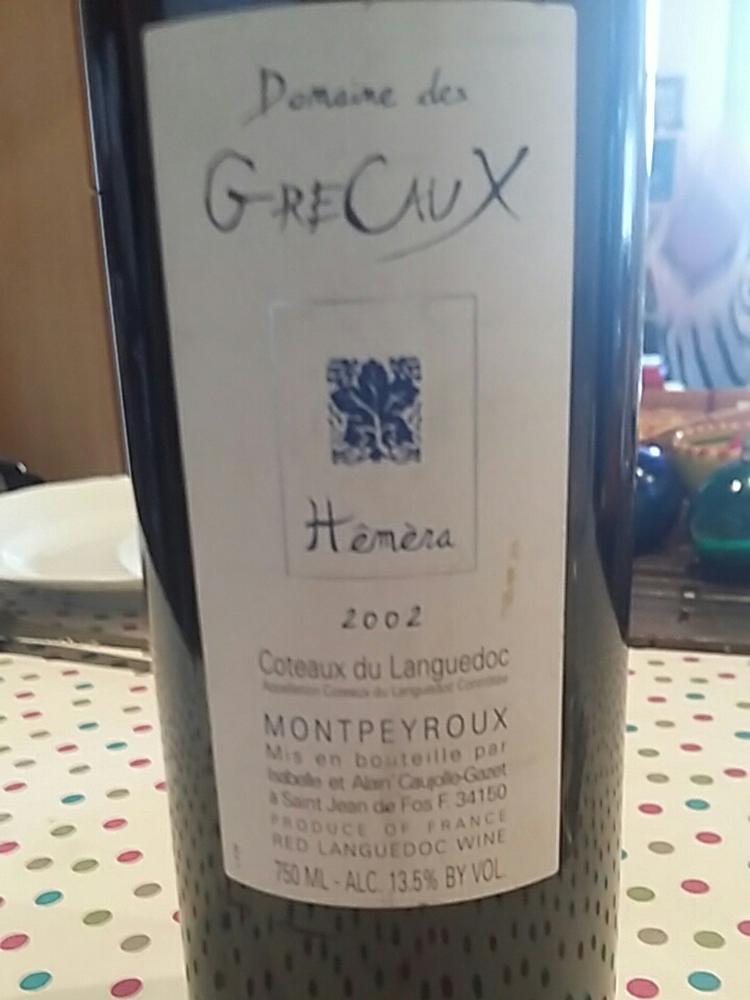 Domaine des
GRECAUX
Hêmèra
2002
Coteaux du Languedoc
Appellation Coteaux du Languedoc Contrôlée
MONTPEYROUX
Mis en bouteille par
Isabelle et Alain Caujolle-Gazet
à Saint Jean de Fos F. 34150
PRODUCE OF FRANCE
RED LANGUEDOC WINE
750 ML - ALC. 13.5% BY VOL.